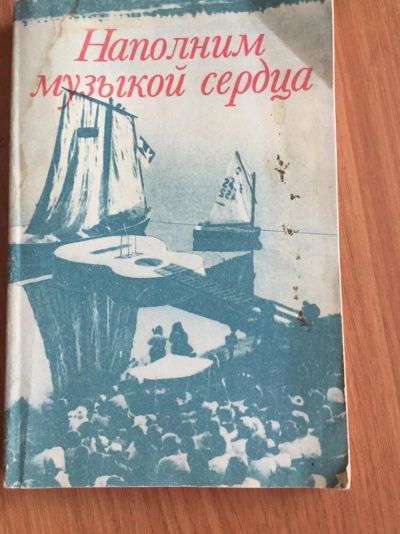 Наполним
музыкой сердца